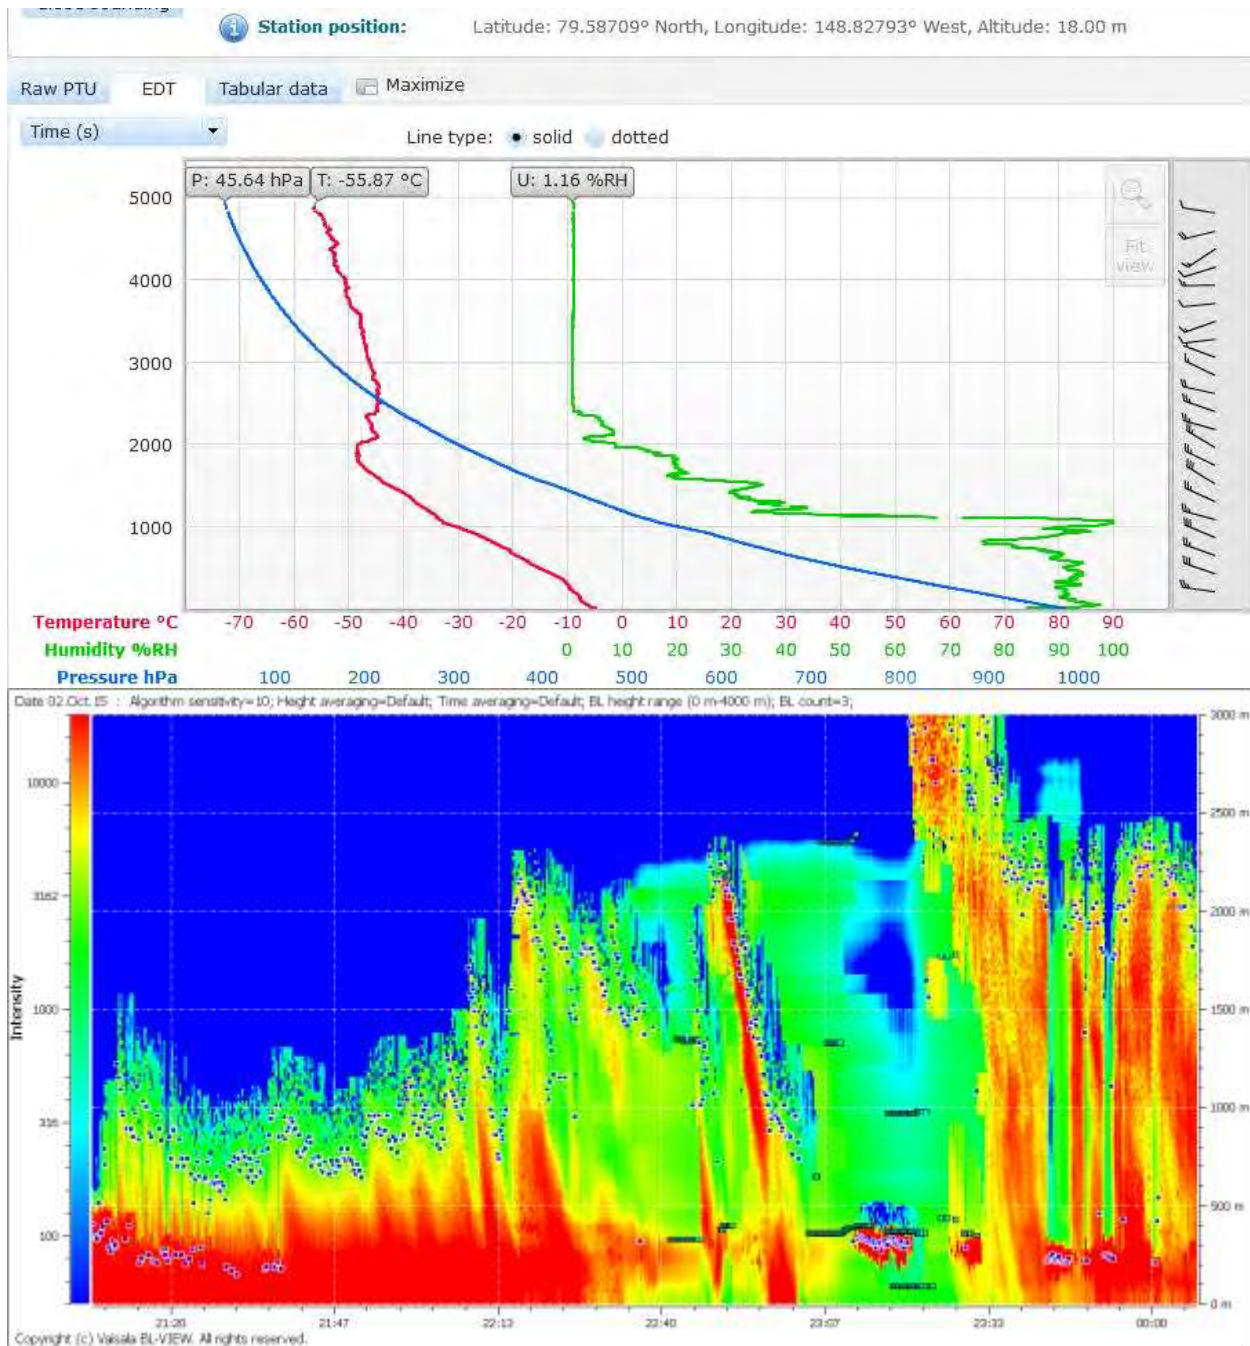 Station position: Latitude: 79.58709° North, Longitude: 148.82793° West, Altitude: 18.00 m
Raw PTU EDT Tabular data Maximize
Time (s) Line type: solid dotted
P: 45.64 hPa T: -55.87 °C U: 1.16 %RH
5000
Fit
view
4000
3000
2000
1000
Temperature °C -70 -60 -50 -40 -30 -20 -10 0 10 20 30 40 50 60 70 80 90
Humidity %RH 0 10 20 30 40 50 60 70 80 90 100
Pressure hPa 100 200 300 400 500 600 700 800 900 1000
Date 02.Oct.15 : Algorithm sensitivity=10; Height averaging=Default; Time averaging=Default; BL height range (0 m-4000 m); BL count=3;
3000 m
10000
2500 m
3162
2000 m
Intensity
1000
1500 m
316
1000 m
500 m
100
0 m
21:20 21:47 22:13 22:40 23:07 23:33 00:00
Copyright (c) Vaisala BL-VIEW. All rights reserved.